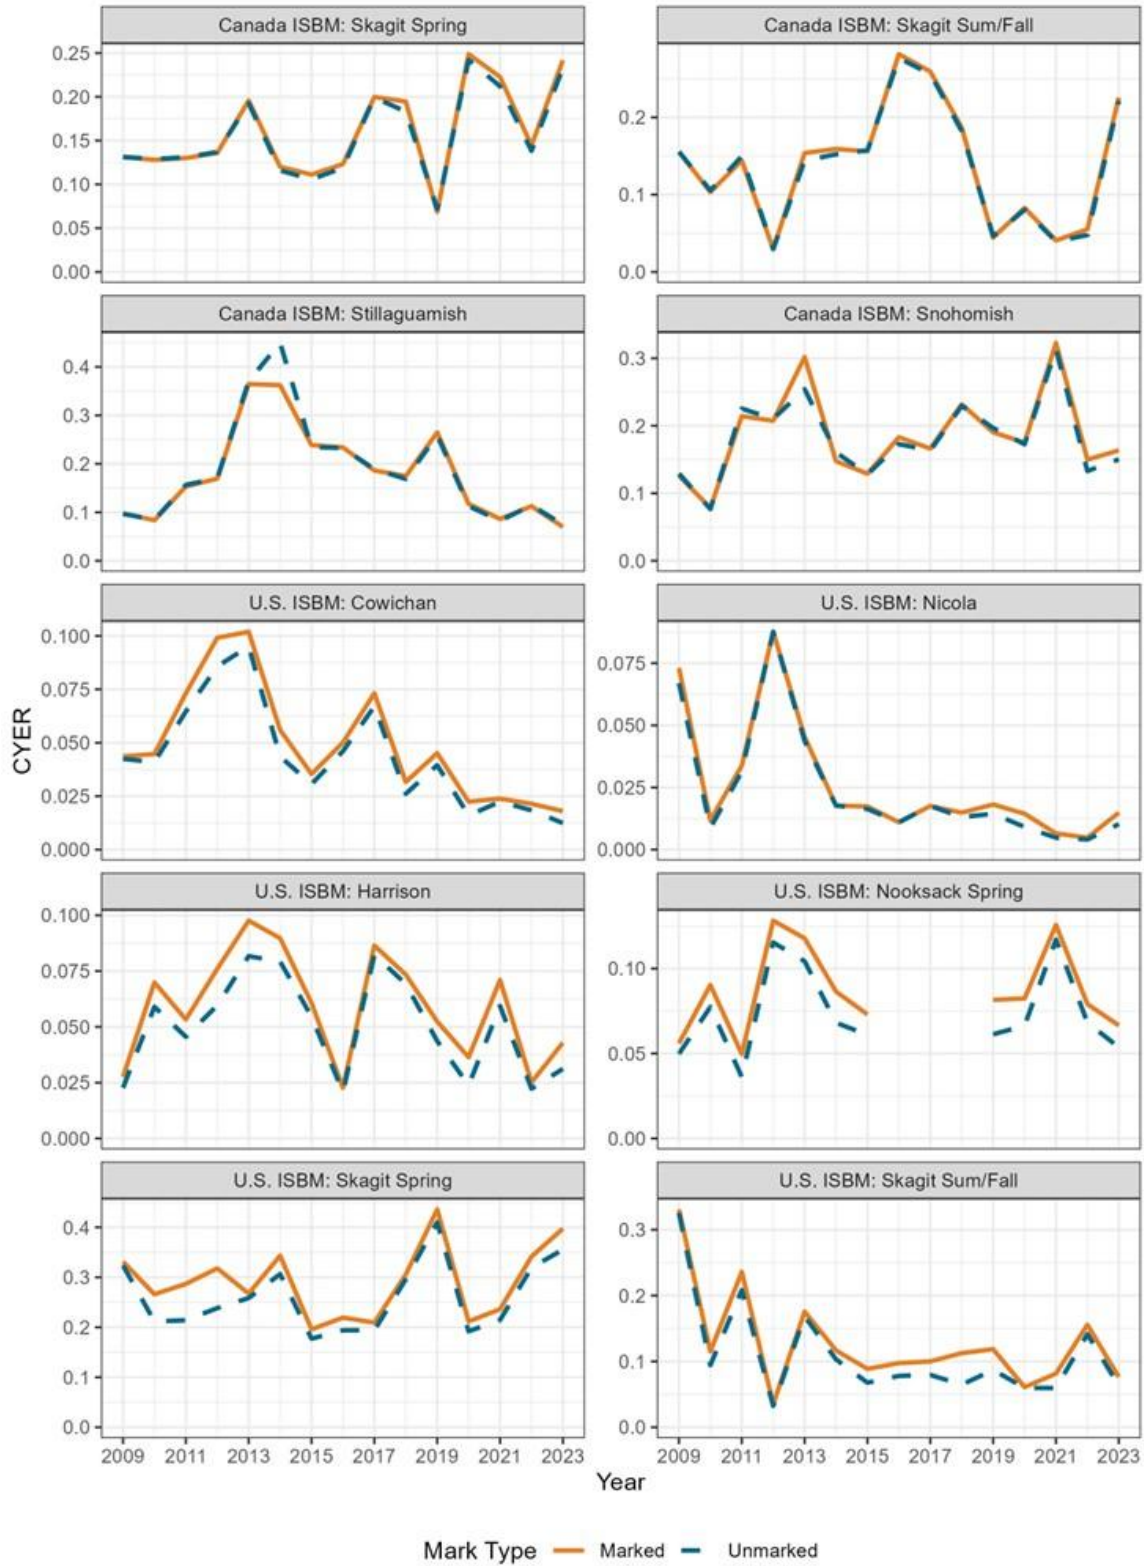 Canada ISBM: Skagit Spring
0.25
0.20
0.15
0.10
0.05
0.00
Canada ISBM: Skagit Sum/Fall
0.2
0.1
0.0
Canada ISBM: Stillaguamish
0.4
0.3
0.2
0.1
0.0
Canada ISBM: Snohomish
0.3
0.2
0.1
0.0
U.S. ISBM: Cowichan
0.100
0.075
0.050
0.025
0.000
U.S. ISBM: Nicola
0.075
0.050
0.025
0.000
CYER
U.S. ISBM: Harrison
0.100
0.075
0.050
0.025
0.000
U.S. ISBM: Nooksack Spring
0.10
0.05
0.00
U.S. ISBM: Skagit Spring
0.4
0.3
0.2
0.1
0.0
2009 2011 2013 2015 2017 2019 2021 2023
U.S. ISBM: Skagit Sum/Fall
0.3
0.2
0.1
0.0
2009 2011 2013 2015 2017 2019 2021 2023
Year
Mark Type Marked Unmarked